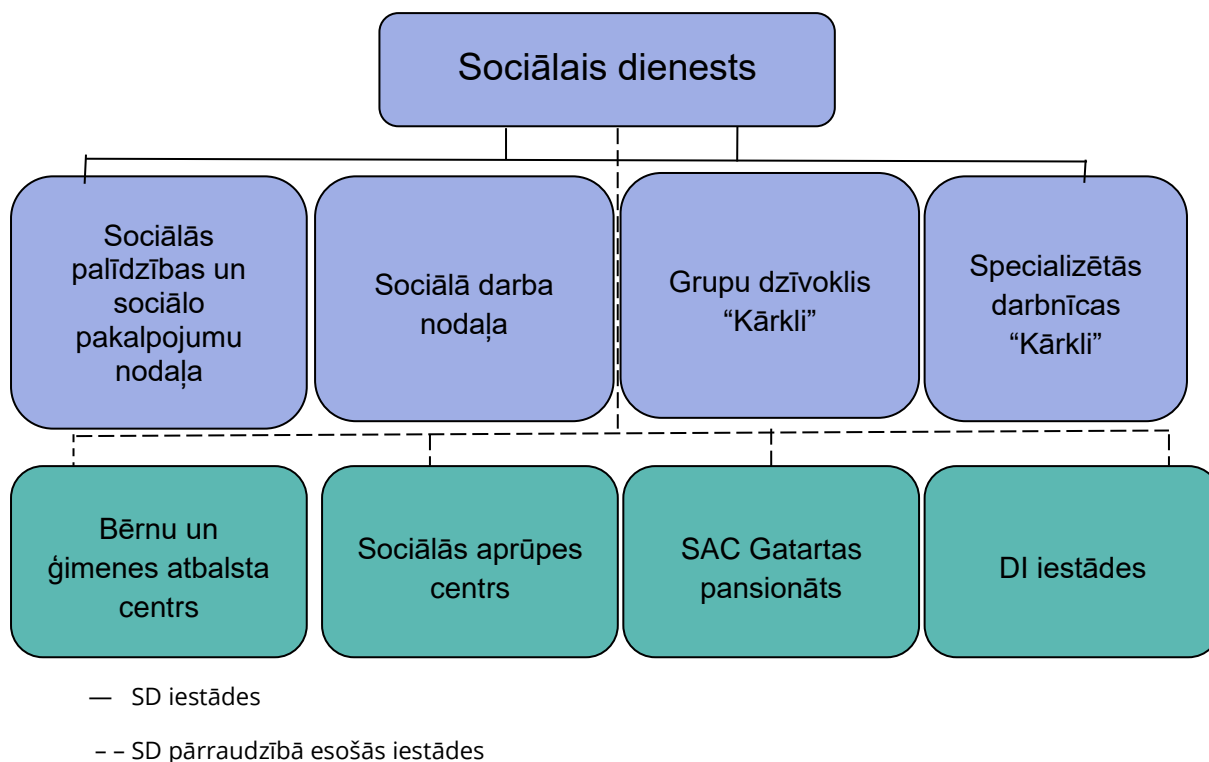 Sociālais dienests
Sociālās
palīdzības un
sociālo
pakalpojumu
nodaļa
Sociālā darba
nodaļa
Grupu dzīvoklis
“Kārkli”
Specializētās
darbnīcas
“Kārkli”
Bērnu un
ģimenes atbalsta
centrs
Sociālās aprūpes
centrs
SAC Gatartas
pansionāts
DI iestādes
— SD iestādes
– – SD pārraudzībā esošās iestādes